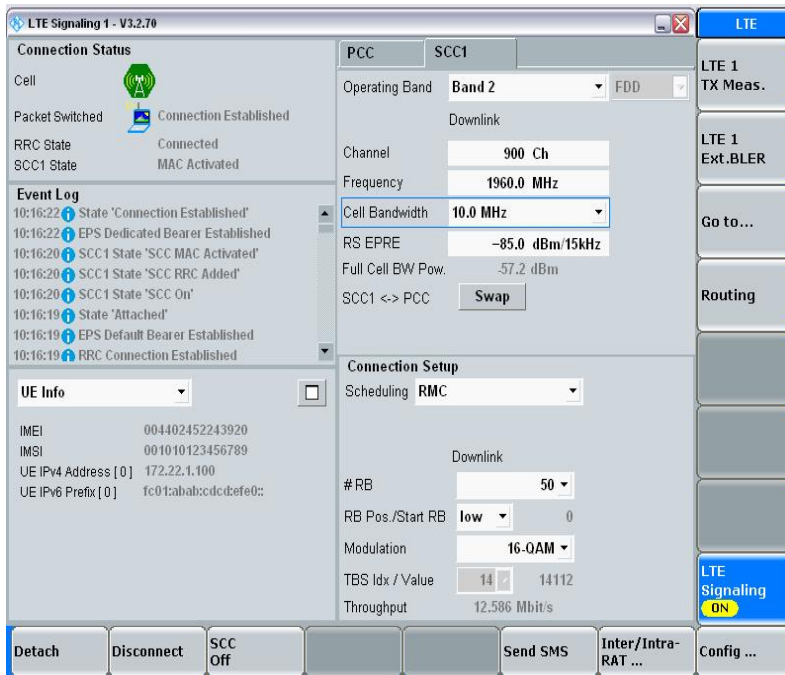 LTE Signaling 1 - V3.2.70
LTE
Connection Status
Cell
Packet Switched Connection Established
RRC State Connected
SCC1 State MAC Activated
Event Log
10:16:22 State 'Connection Established'
10:16:22 EPS Dedicated Bearer Established
10:16:20 SCC1 State 'SCC MAC Activated'
10:16:20 SCC1 State 'SCC RRC Added'
10:16:20 SCC1 State 'SCC On'
10:16:19 State 'Attached'
10:16:19 EPS Default Bearer Established
10:16:19 RRC Connection Established
UE Info
IMEI 004402452243920
IMSI 001010123456789
UE IPv4 Address [ 0 ] 172.22.1.100
UE IPv6 Prefix [ 0 ] fc01:abab:cdcd:efe0::
PCC SCC1
Operating Band Band 2 FDD
Downlink
Channel 900 Ch
Frequency 1960.0 MHz
Cell Bandwidth 10.0 MHz
RS EPRE −85.0 dBm/15kHz
Full Cell BW Pow. -57.2 dBm
SCC1 <-> PCC Swap
Connection Setup
Scheduling RMC
Downlink
# RB 50
RB Pos./Start RB low 0
Modulation 16-QAM
TBS Idx / Value 14 14112
Throughput 12.586 Mbit/s
LTE 1
TX Meas.
LTE 1
Ext.BLER
Go to...
Routing
LTE
Signaling
ON
Detach
Disconnect
SCC
Off
Send SMS
Inter/Intra-
RAT ...
Config ...